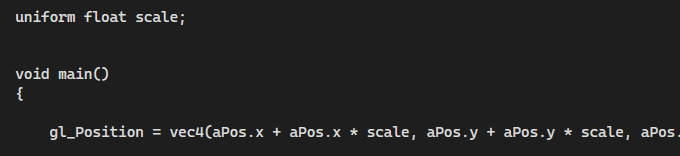 uniform float scale;
void main()
{
gl_Position = vec4(aPos.x + aPos.x * scale, aPos.y + aPos.y * scale, aPos.